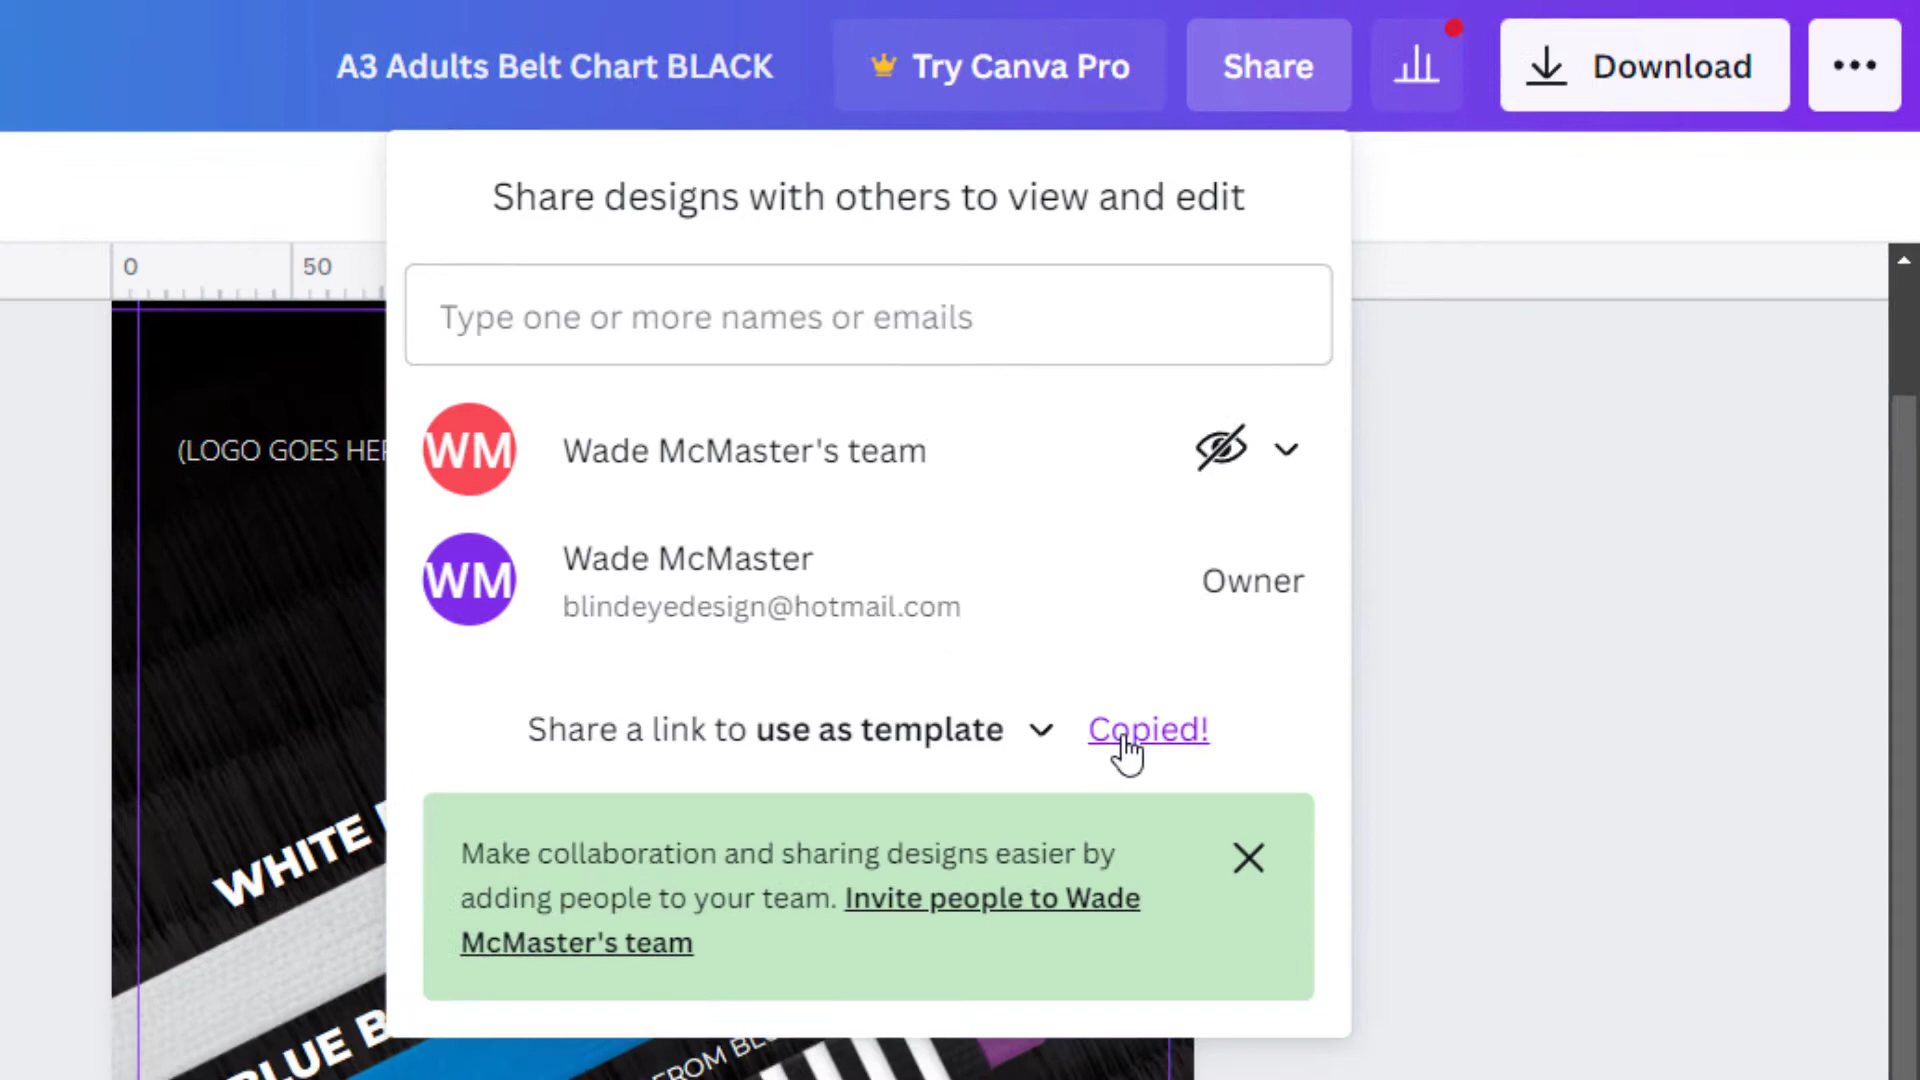 A3 Adults Belt Chart BLACK
Try Canva Pro
Share
Download
Share designs with others to view and edit
0
50
Type one or more names or emails
(LOGO GOES HER
WM
Wade McMaster's team
WM
Wade McMaster
blindeyedesign@hotmail.com
Owner
Share a link to use as template
Copied!
Make collaboration and sharing designs easier by
adding people to your team. Invite people to Wade
McMaster's team
WHITE
BLUE B
FROM BL